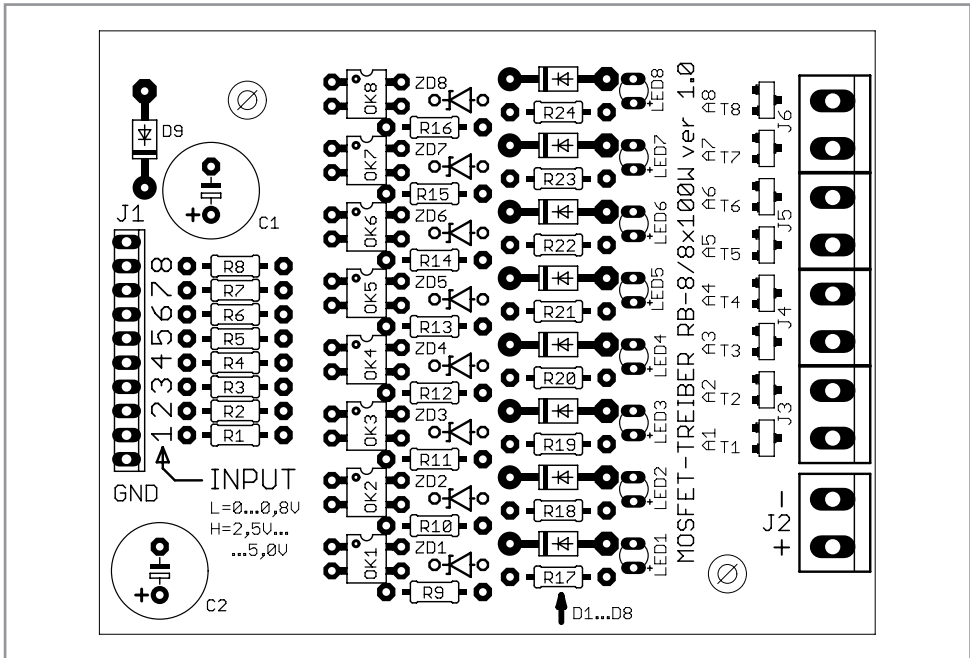 D9
C1
J1
8
7
6
5
4
3
2
1
R8
R7
R6
R5
R4
R3
R2
R1
GND
INPUT
L=0...0,8V
H=2,5V...
...5,0V
C2
OK8
OK7
OK6
OK5
OK4
OK3
OK2
OK1
ZD8
R16
ZD7
R15
ZD6
R14
ZD5
R13
ZD4
R12
ZD3
R11
ZD2
R10
ZD1
R9
R24
R23
R22
R21
R20
R19
R18
R17
D1...D8
LED8
LED7
LED6
LED5
LED4
LED3
LED2
LED1
MOSFET-TREIBER RB-8/8x100W ver 1.0
A8
T8
A7
T7
A6
T6
A5
T5
A4
T4
A3
T3
A2
T2
A1
T1
J6
J5
J4
J3
-
J2
+